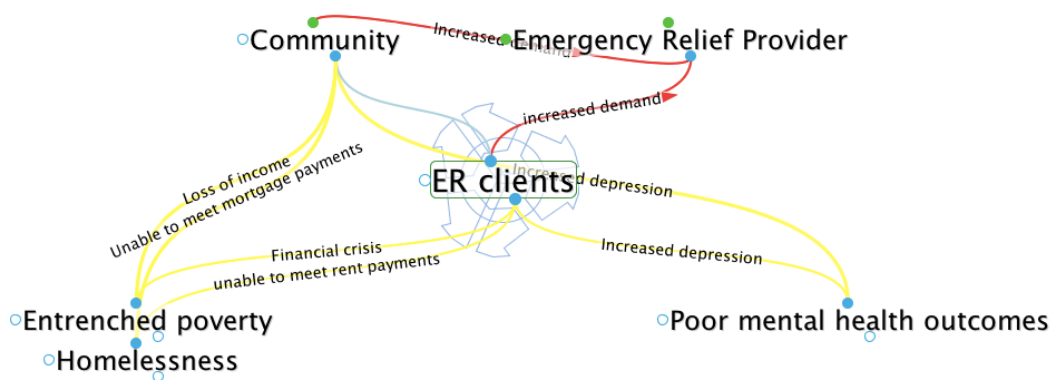 Community
Increased demand
Emergency Relief Provider
increased demand
ER clients
Increased depression
Loss of income
Unable to meet mortgage payments
Financial crisis
unable to meet rent payments
Increased depression
Entrenched poverty
Poor mental health outcomes
Homelessness